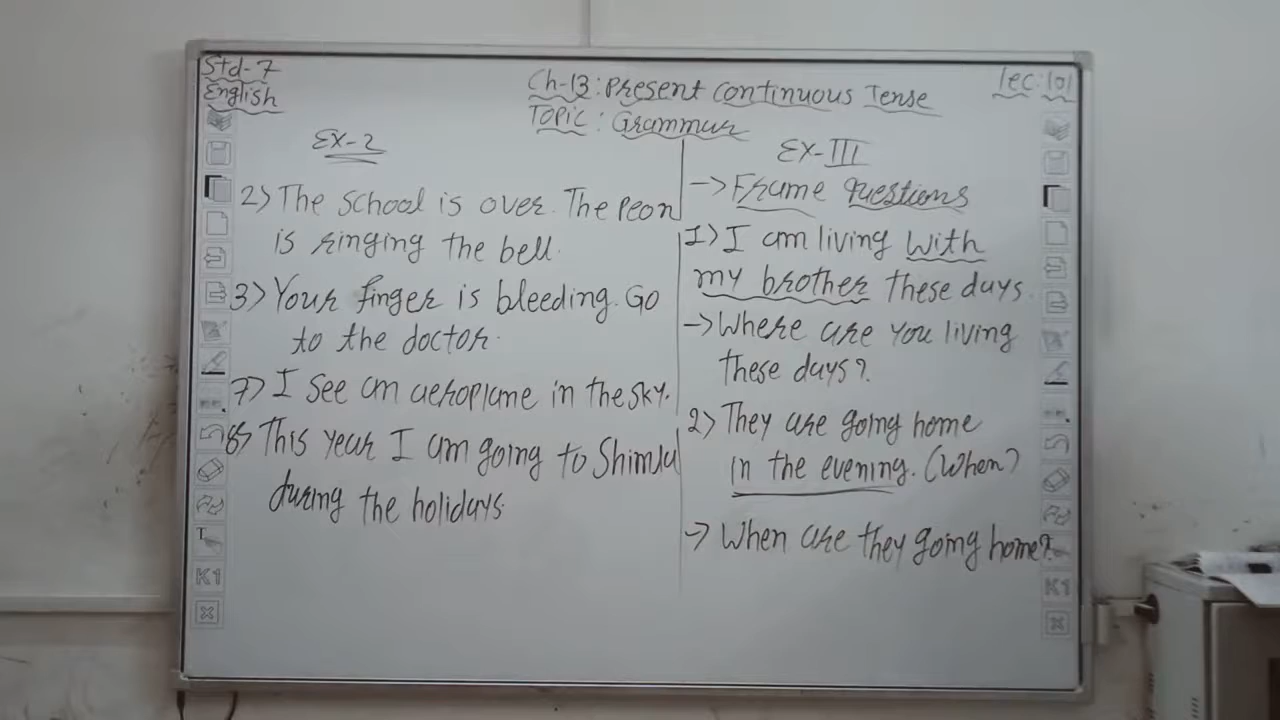 Std-7
English
Ch-13: Present continuous Tense
Topic: Grammar
lec: 101
Ex-2
2) The school is over. The peon
is ringing the bell.
3) Your finger is bleeding. Go
to the doctor.
7) I see an aeroplane in the sky.
8) This year I am going to Shimla
during the holidays.
Ex-III
-> Frame questions
1) I am living with
my brother these days.
-> Where are you living
these days?
2) They are going home
in the evening. (When?)
-> When are they going home?
T
K1
K1